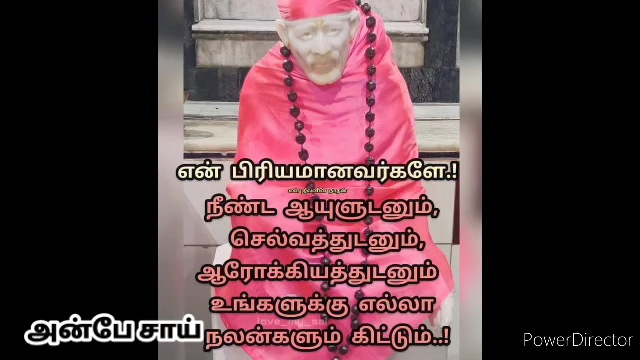 என் பிரியமானவர்களே.!
நீண்ட ஆயுளுடனும்,
செல்வத்துடனும்,
ஆரோக்கியத்துடனும்
உங்களுக்கு எல்லா
நலன்களும் கிட்டும்..!
அன்பே சாய்
PowerDirector